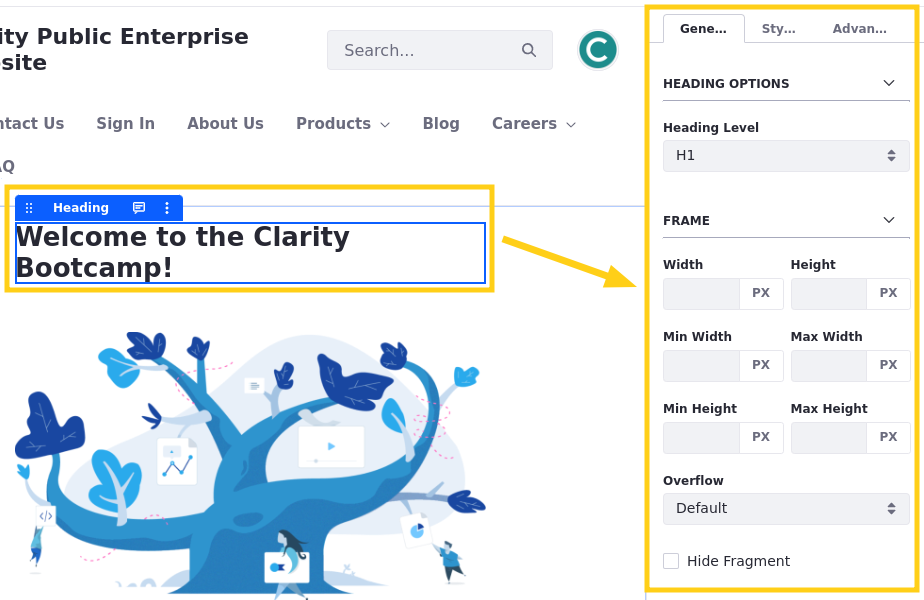 ity Public Enterprise
site
Search...
C
ntact Us
Sign In
About Us
Products
Blog
Careers
AQ
Heading
Welcome to the Clarity
Bootcamp!
</>
Gene...
Sty...
Advan...
HEADING OPTIONS
Heading Level
H1
FRAME
Width
Height
PX
PX
Min Width
Max Width
PX
PX
Min Height
Max Height
PX
PX
Overflow
Default
Hide Fragment